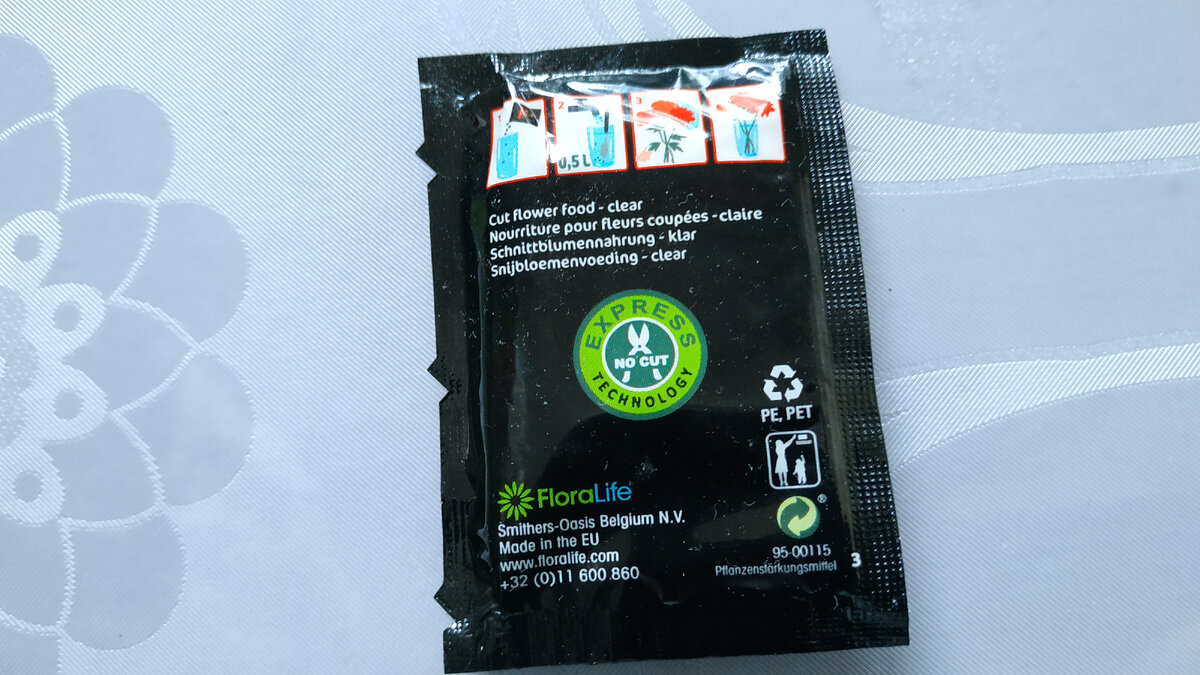 1 2 3
0,5 L
Cut flower food - clear
Nourriture pour fleurs coupées - claire
Schnittblumennahrung - klar
Snijbloemenvoeding - clear
EXPRESS
NO CUT
TECHNOLOGY
PE, PET
FloraLife
Smithers-Oasis Belgium N.V.
Made in the EU
www.floralife.com
+32 (0)11 600 860
®
95-00115
Pflanzenstärkungsmittel
3